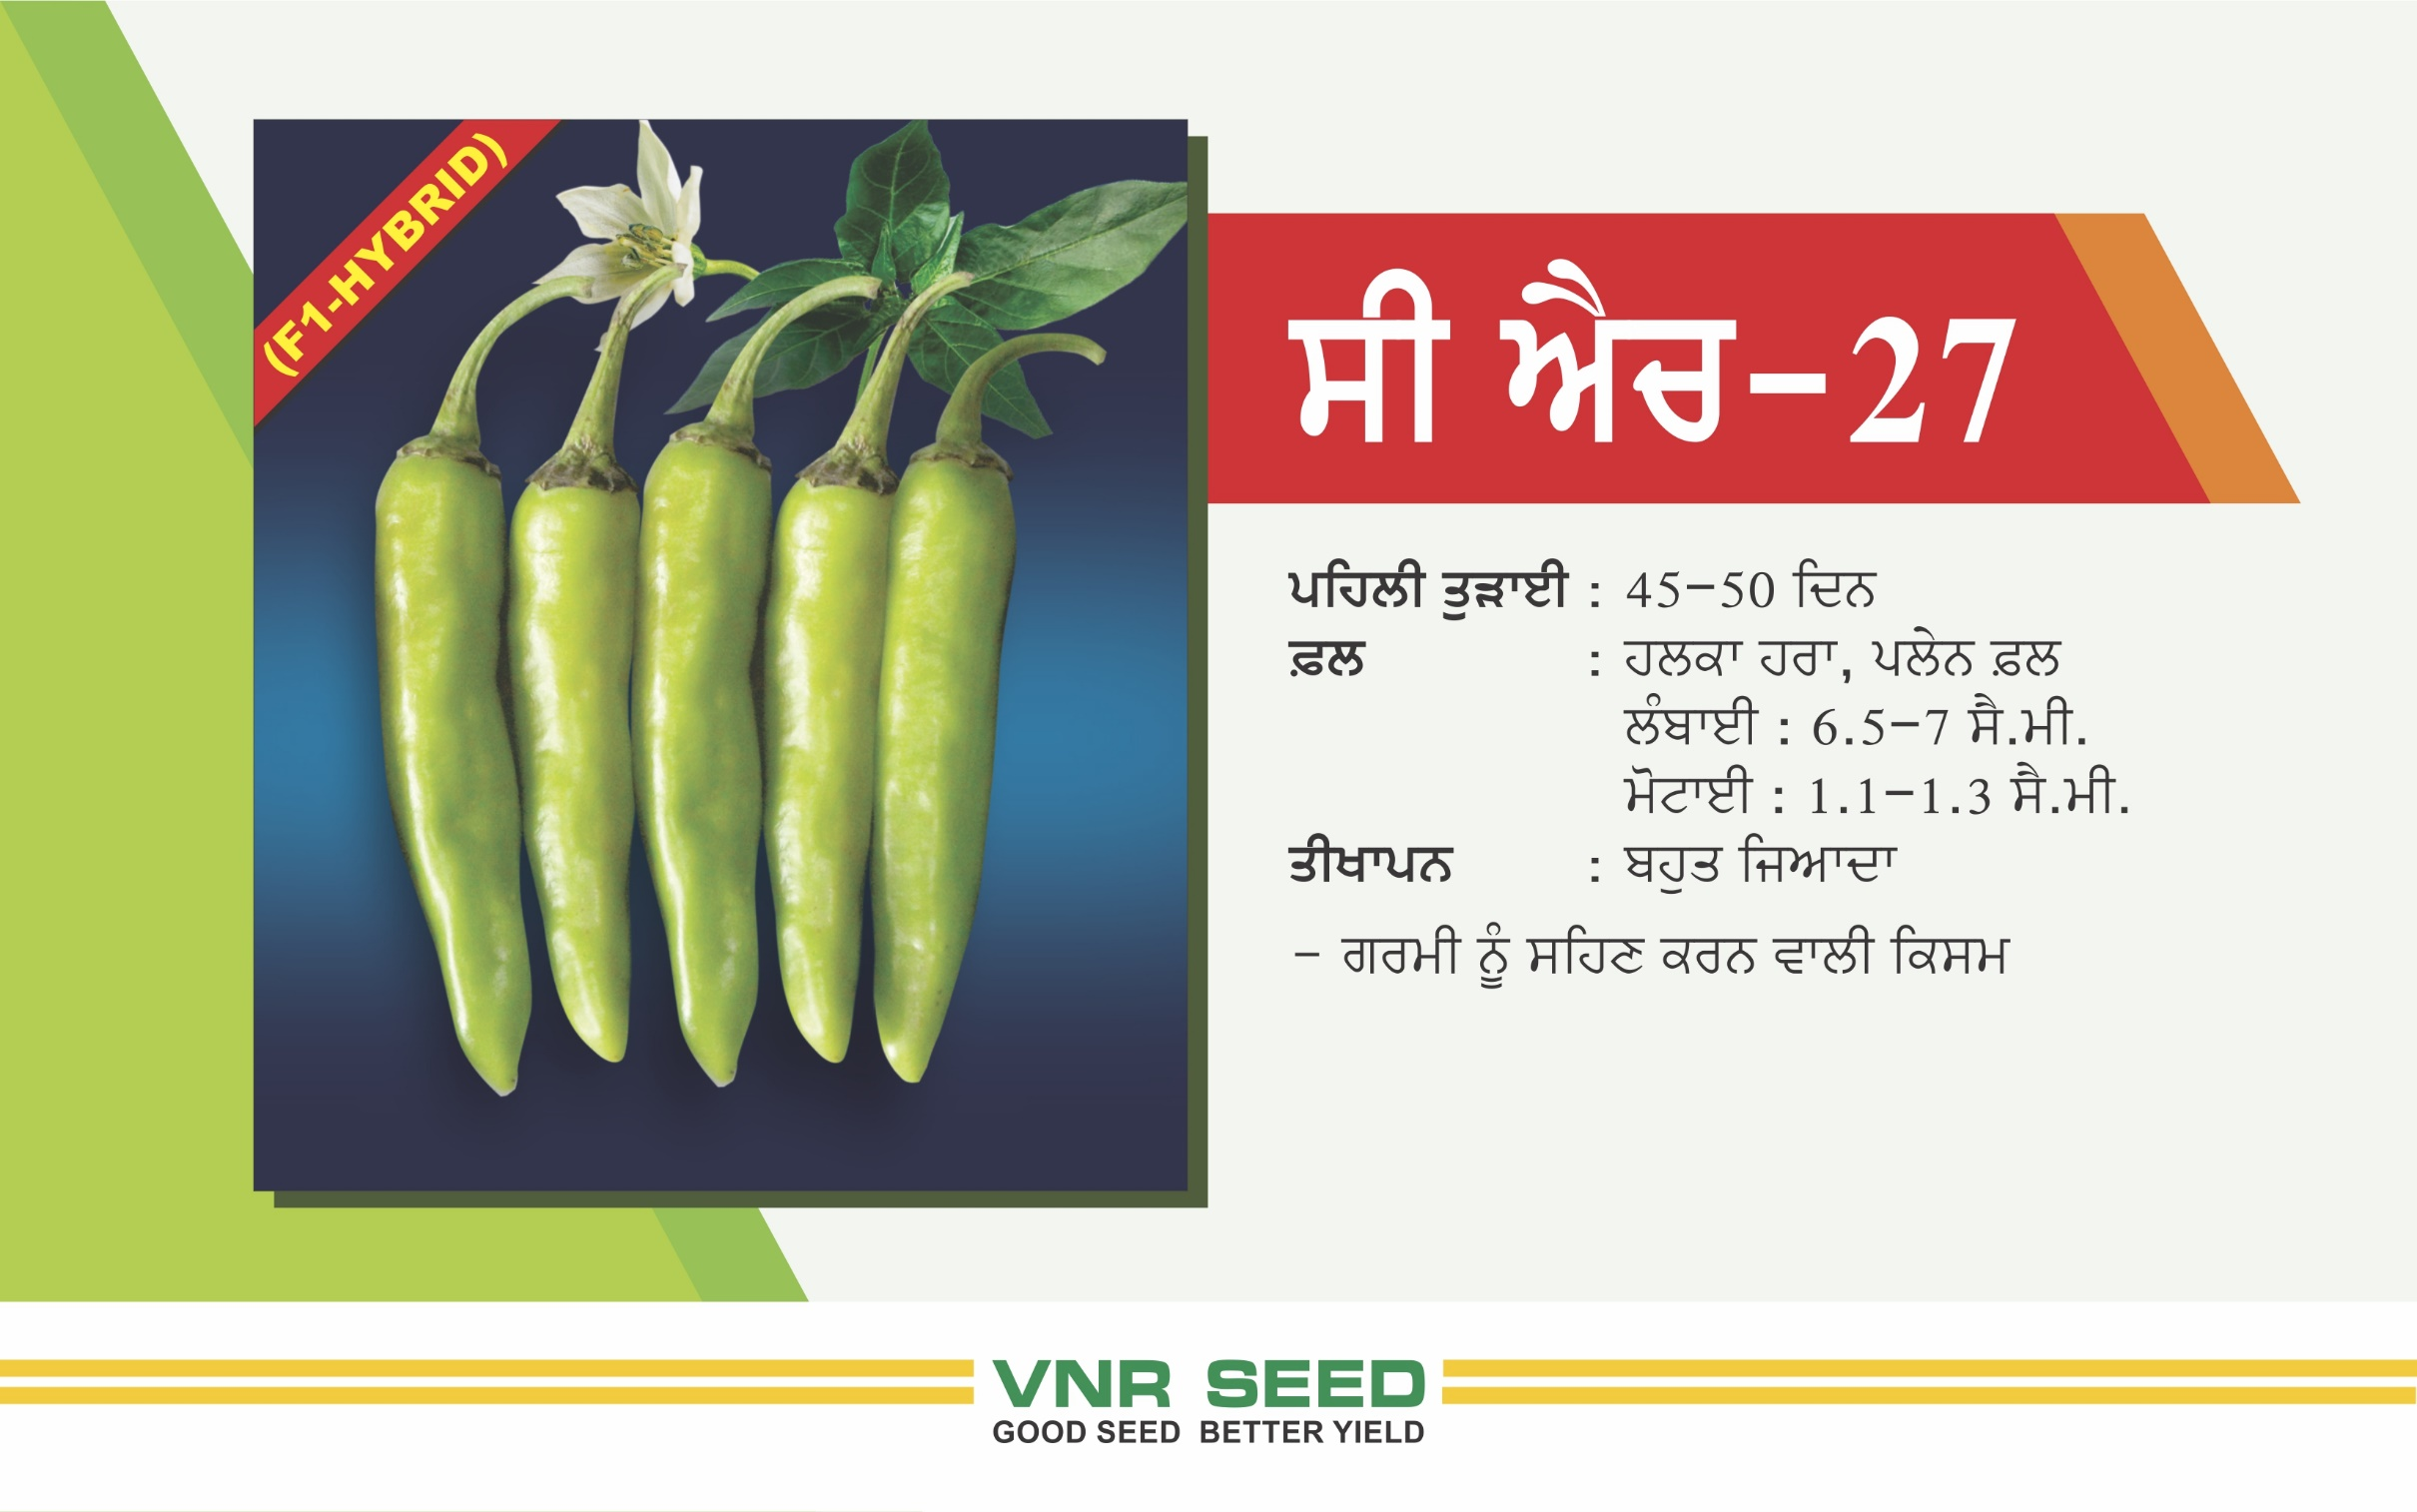 (F1-HYBRID))
ਸੀ ਐਚ-27
ਪਹਿਲੀ ਤੁੜਾਈ : 45-50 ਦਿਨ
ਫ਼ਲ : ਹਲਕਾ ਹਰਾ, ਪਲੈਨ ਫ਼ਲ
ਲੰਬਾਈ : 6.5-7 ਸੈ.ਮੀ.
ਮੋਟਾਈ : 1.1-1.3 ਸੈ.ਮੀ.
ਤੀਖਾਪਨ : ਬਹੁਤ ਜਿਆਦਾ
- ਗਰਮੀ ਨੂੰ ਸਹਿਣ ਕਰਨ ਵਾਲੀ ਕਿਸਮ
VNR SEED
GOOD SEED BETTER YIELD